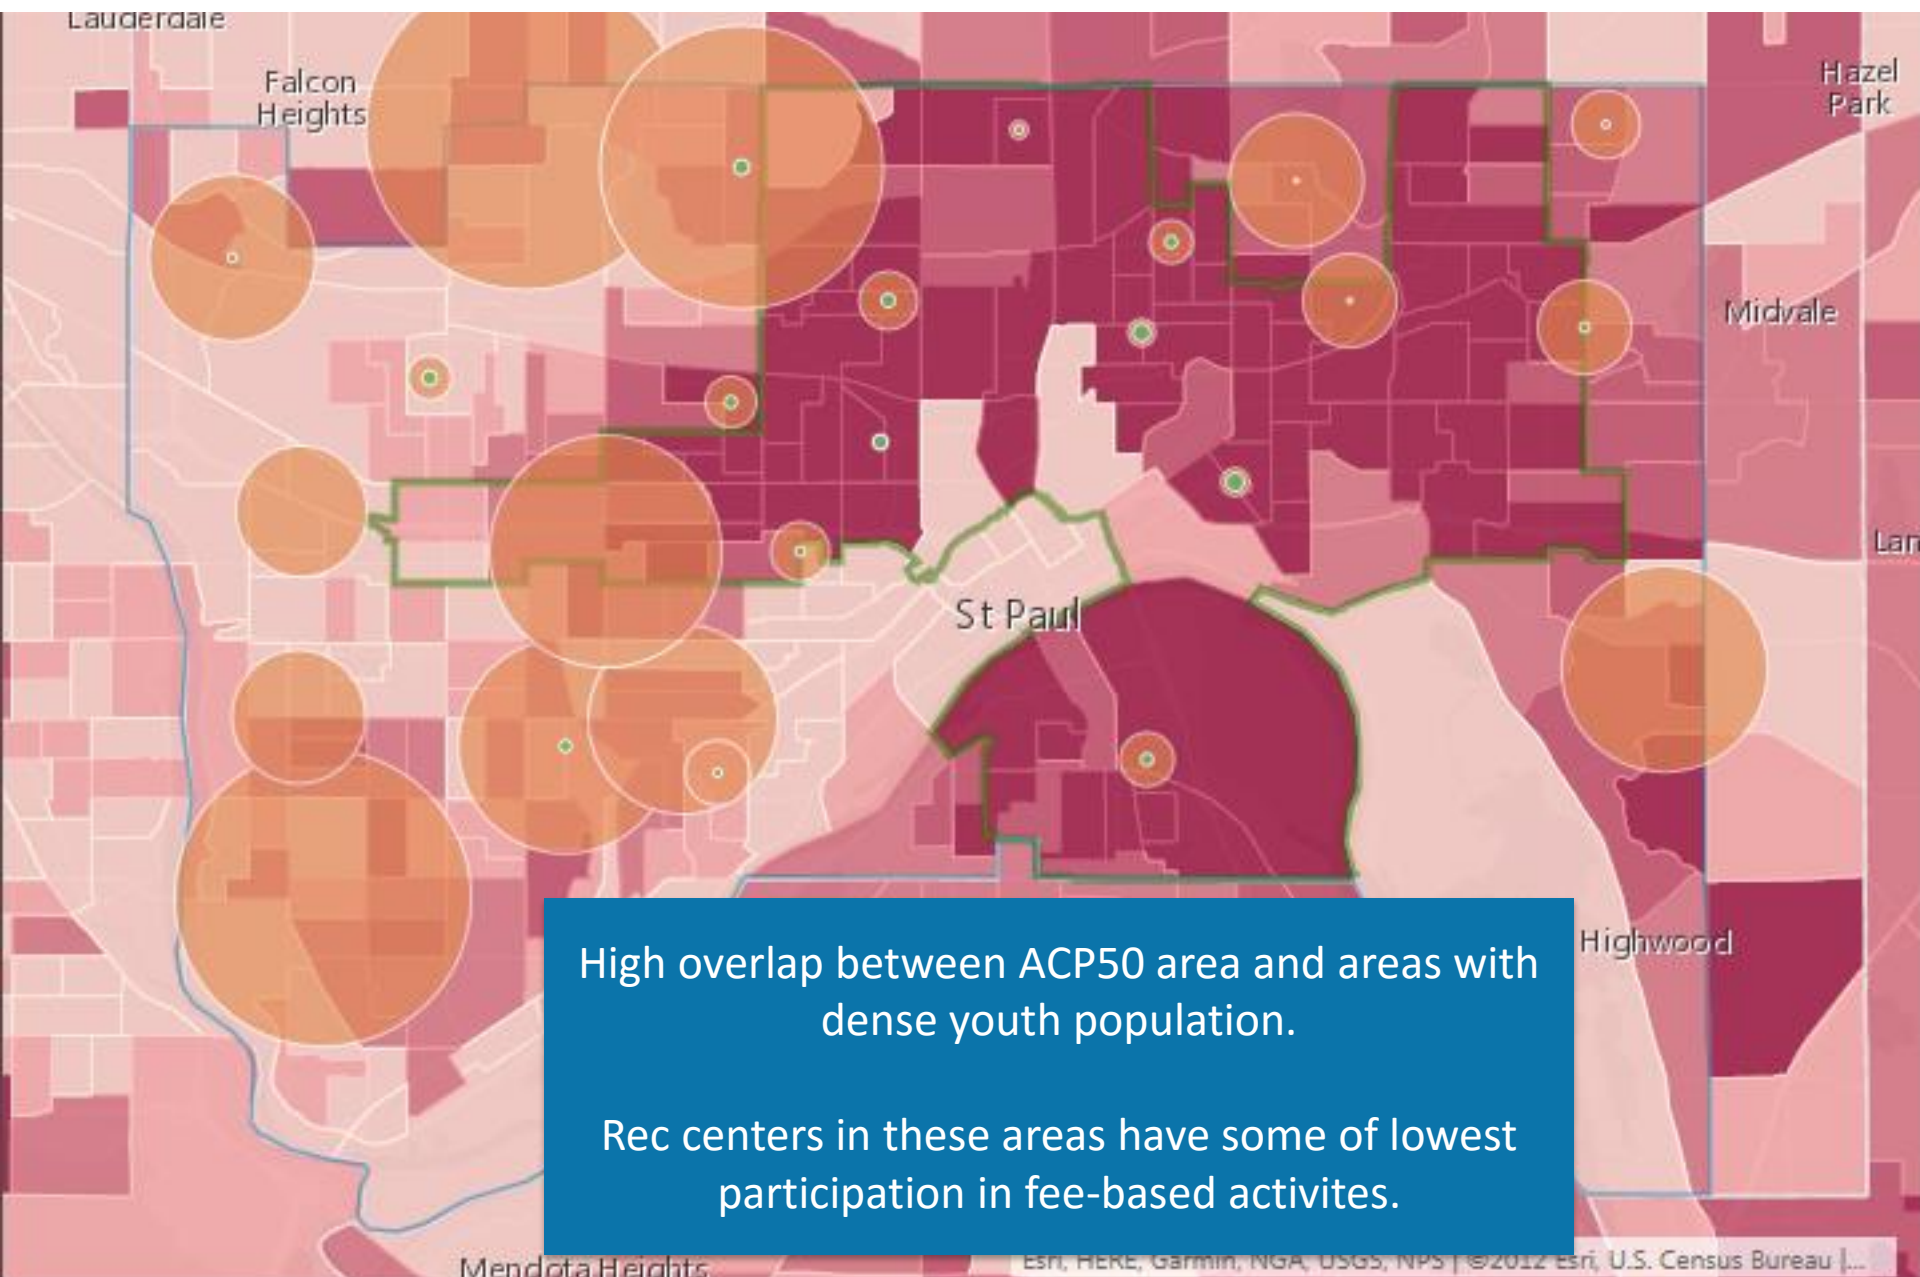 Lauderdale
Falcon
Heights
Hazel
Park
Midvale
Lan
St Paul
Highwood
High overlap between ACP50 area and areas with
dense youth population.
Rec centers in these areas have some of lowest
participation in fee-based activites.
Mendota Heights
Esri, HERE, Garmin, NGA, USGS, NPS | ©2012 Esri, U.S. Census Bureau |...